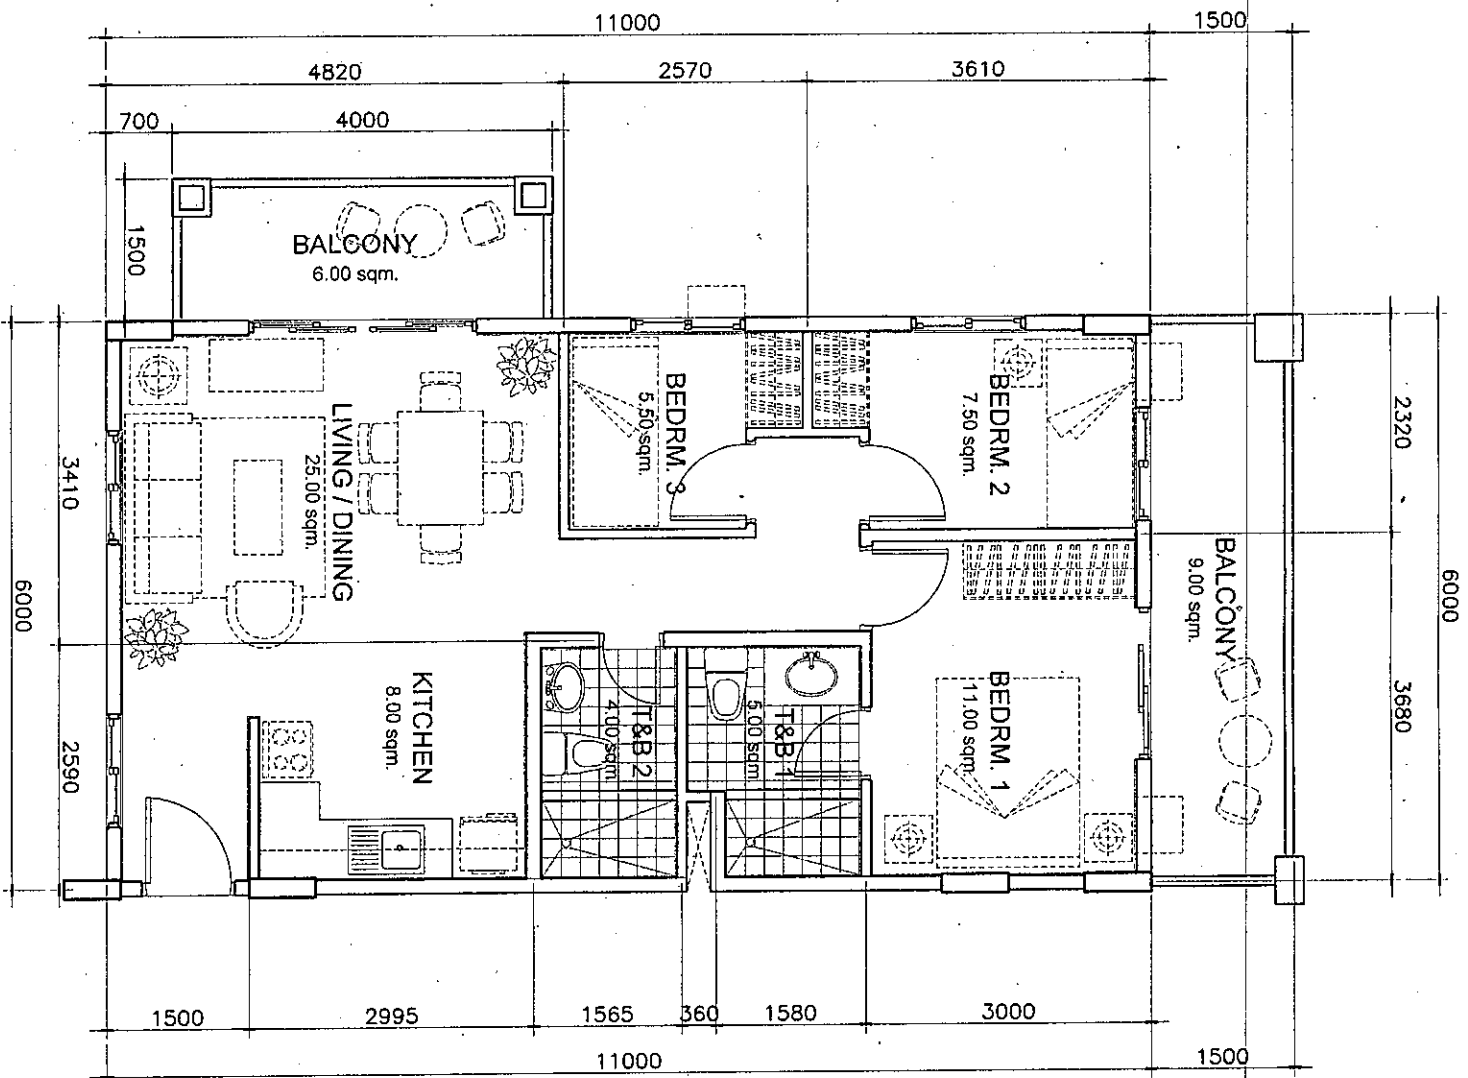 11000
1500
4820
2570
3610
700
4000
1500
BALCONY
6.00 sqm.
BEDRM. 3
5.50 sqm.
BEDRM. 2
7.50 sqm.
LIVING / DINING
25.00 sqm.
3410
6000
2590
2320
6000
3680
BALCONY
9.00 sqm.
KITCHEN
8.00 sqm.
T&B 2
4.00 sqm
T&B 1
5.00 sqm
BEDRM. 1
11.00 sqm.
1500
2995
1565
360
1580
3000
11000
1500